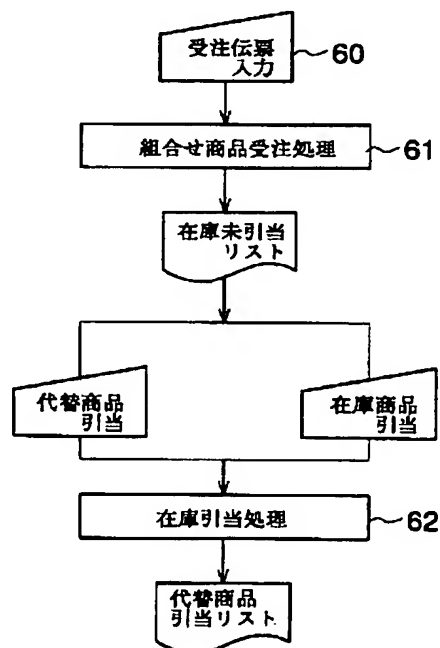 受注伝票
入力
60
組合せ商品受注処理
61
在庫未引当
リスト
代替商品
引当
在庫商品
引当
在庫引当処理
62
代替商品
引当リスト